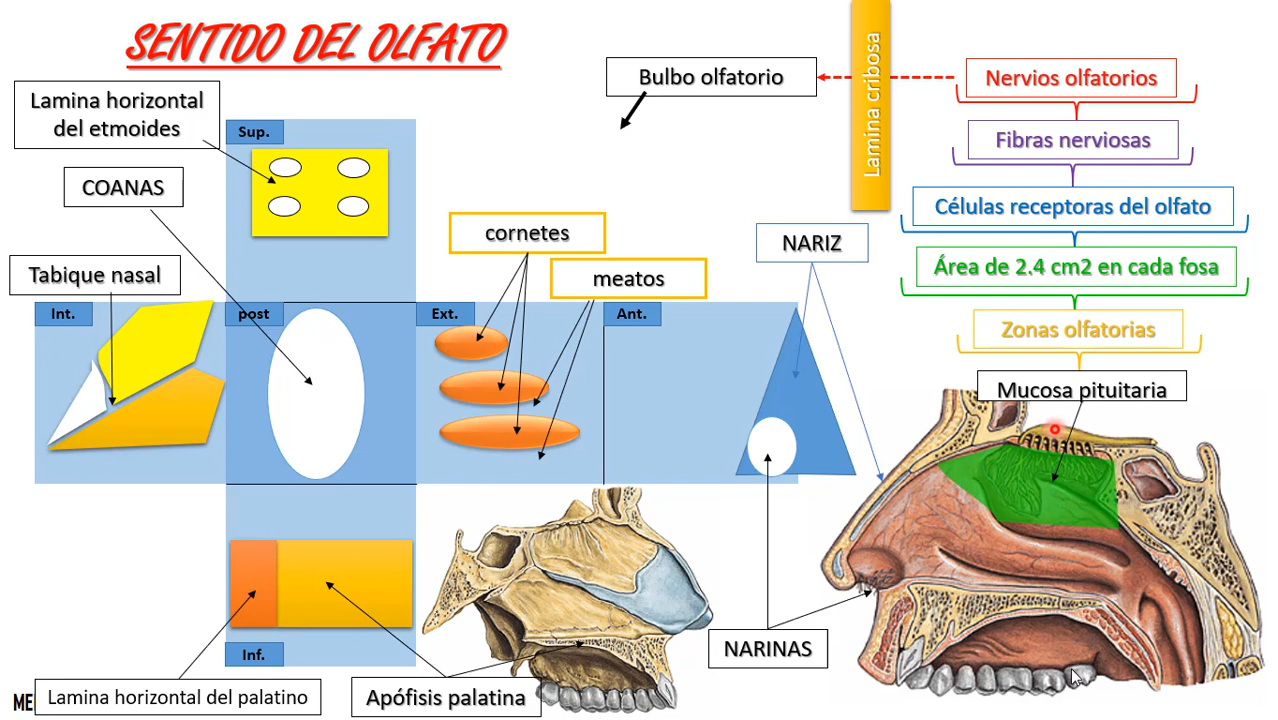 SENTIDO DEL OLFATO
Lamina horizontal
del etmoides
Sup.
COANAS
Tabique nasal
Int.
post
Ext.
Ant.
cornetes
meatos
NARIZ
Bulbo olfatorio
Lamina cribosa
Nervios olfatorios
Fibras nerviosas
Células receptoras del olfato
Área de 2.4 cm2 en cada fosa
Zonas olfatorias
Mucosa pituitaria
Inf.
NARINAS
ME
Lamina horizontal del palatino
Apófisis palatina